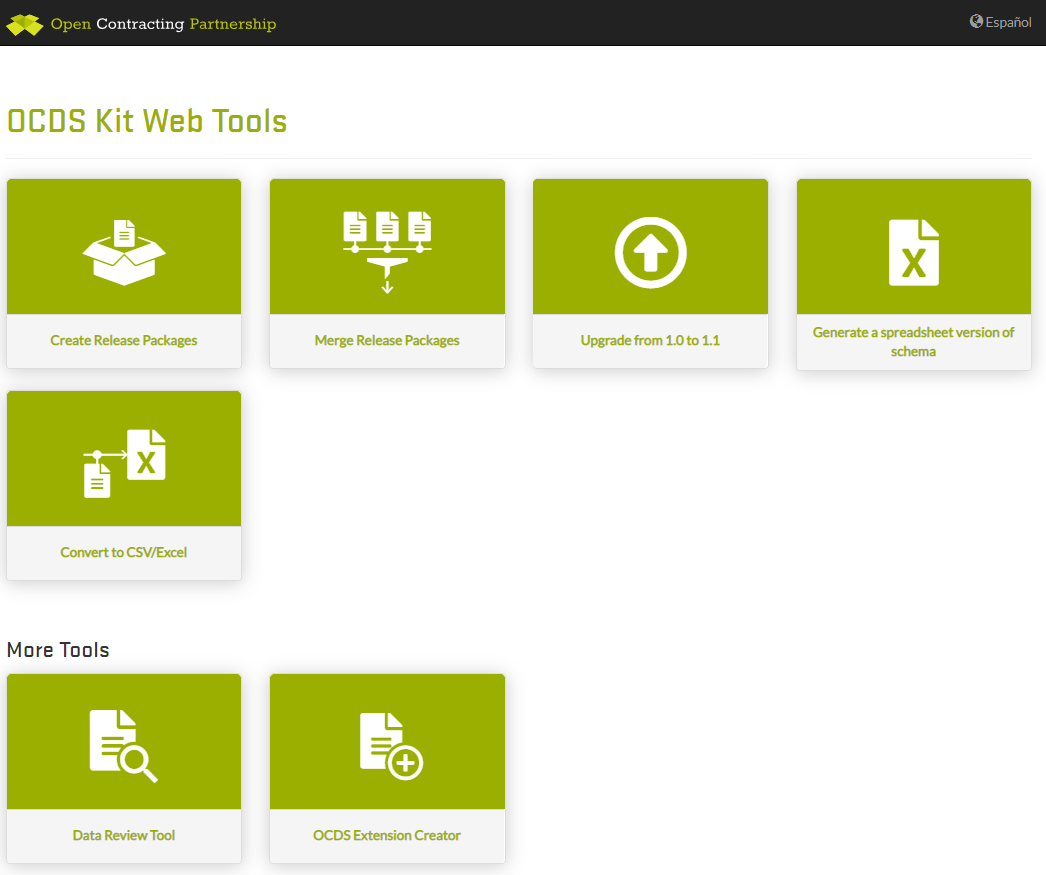 Open Contracting Partnership
Español
OCDS Kit Web Tools
Create Release Packages
Merge Release Packages
Upgrade from 1.0 to 1.1
X
Generate a spreadsheet version of
schema
X
Convert to CSV/Excel
More Tools
Data Review Tool
OCDS Extension Creator